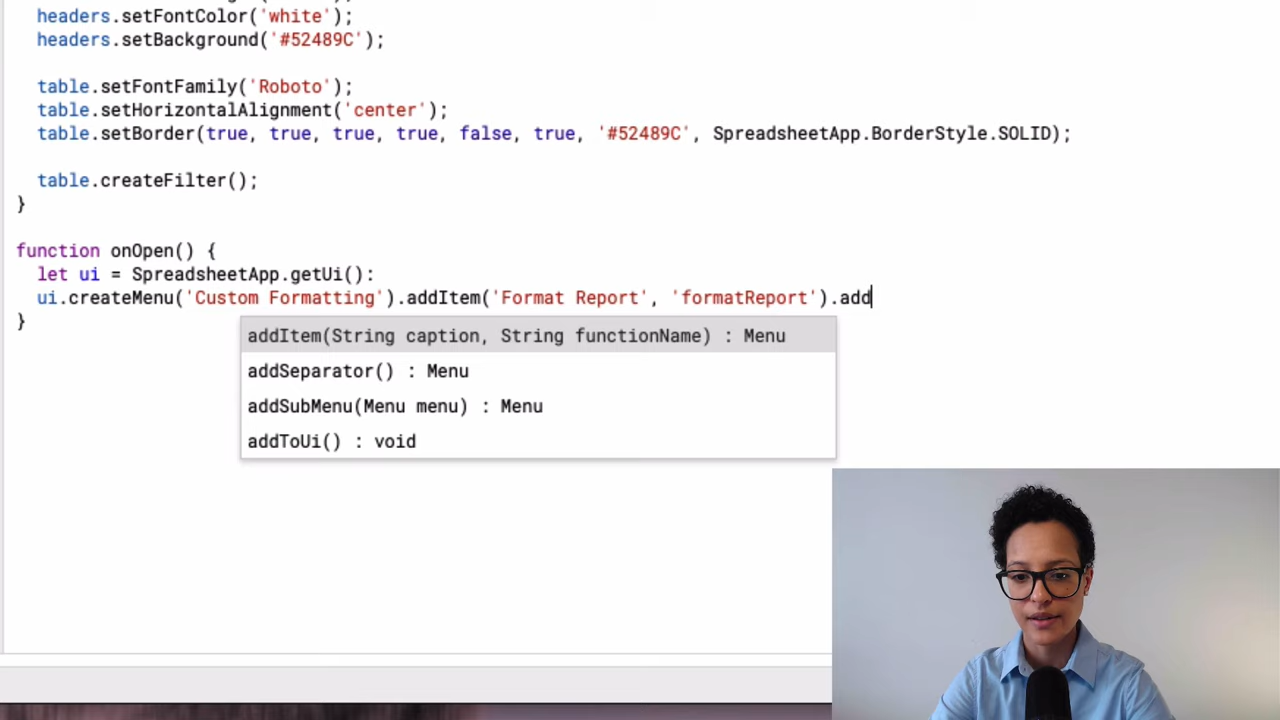 headers.setFontColor('white');
headers.setBackground('#52489C');
table.setFontFamily('Roboto');
table.setHorizontalAlignment('center');
table.setBorder(true, true, true, true, false, true, '#52489C', SpreadsheetApp.BorderStyle.SOLID);
table.createFilter();
}
function onOpen() {
let ui = SpreadsheetApp.getUi():
ui.createMenu('Custom Formatting').addItem('Format Report', 'formatReport').add
}
addItem(String caption, String functionName) : Menu
addSeparator() : Menu
addSubMenu(Menu menu) : Menu
addToUi() : void